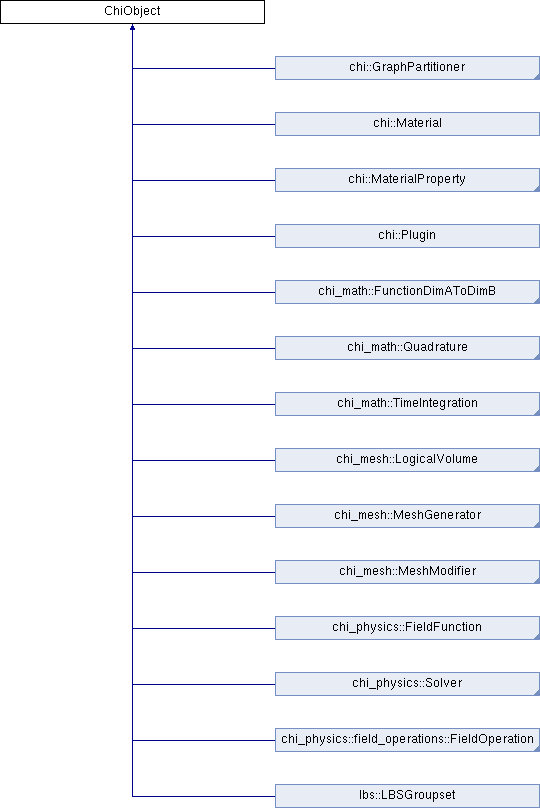 ChiObject
chi::GraphPartitioner
chi::Material
chi::MaterialProperty
chi::Plugin
chi_math::FunctionDimAToDimB
chi_math::Quadrature
chi_math::TimeIntegration
chi_mesh::LogicalVolume
chi_mesh::MeshGenerator
chi_mesh::MeshModifier
chi_physics::FieldFunction
chi_physics::Solver
chi_physics::field_operations::FieldOperation
lbs::LBSGroupset